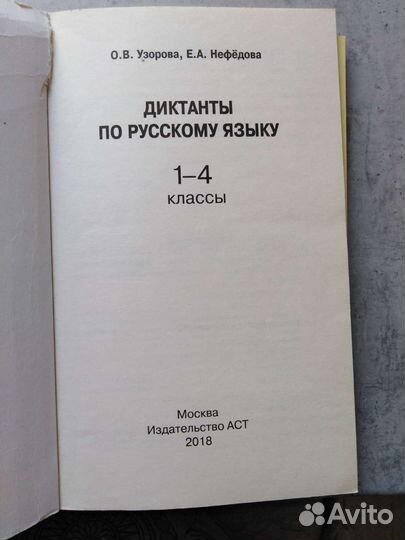 О.В. Узорова, Е.А. Нефёдова
ДИКТАНТЫ
ПО РУССКОМУ ЯЗЫКУ
1–4
классы
Москва
Издательство АСТ
2018
Avito